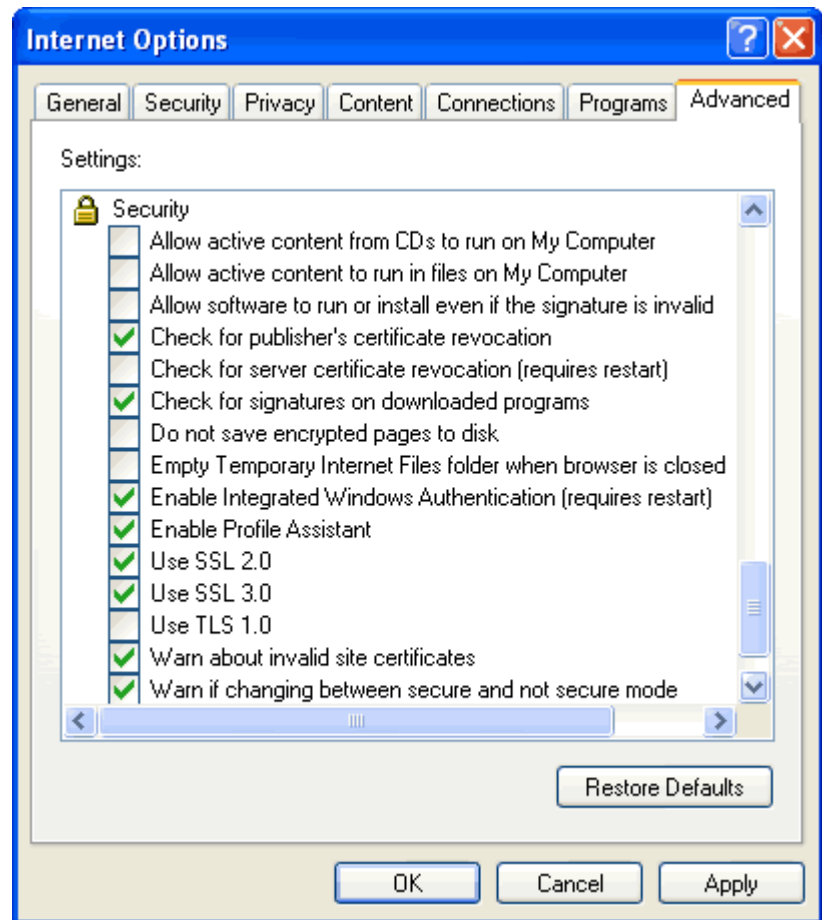 Internet Options
General Security Privacy Content Connections Programs Advanced
Settings:
Security
Allow active content from CDs to run on My Computer
Allow active content to run in files on My Computer
Allow software to run or install even if the signature is invalid
Check for publisher's certificate revocation
Check for server certificate revocation (requires restart)
Check for signatures on downloaded programs
Do not save encrypted pages to disk
Empty Temporary Internet Files folder when browser is closed
Enable Integrated Windows Authentication (requires restart)
Enable Profile Assistant
Use SSL 2.0
Use SSL 3.0
Use TLS 1.0
Warn about invalid site certificates
Warn if changing between secure and not secure mode
Restore Defaults
OK Cancel Apply